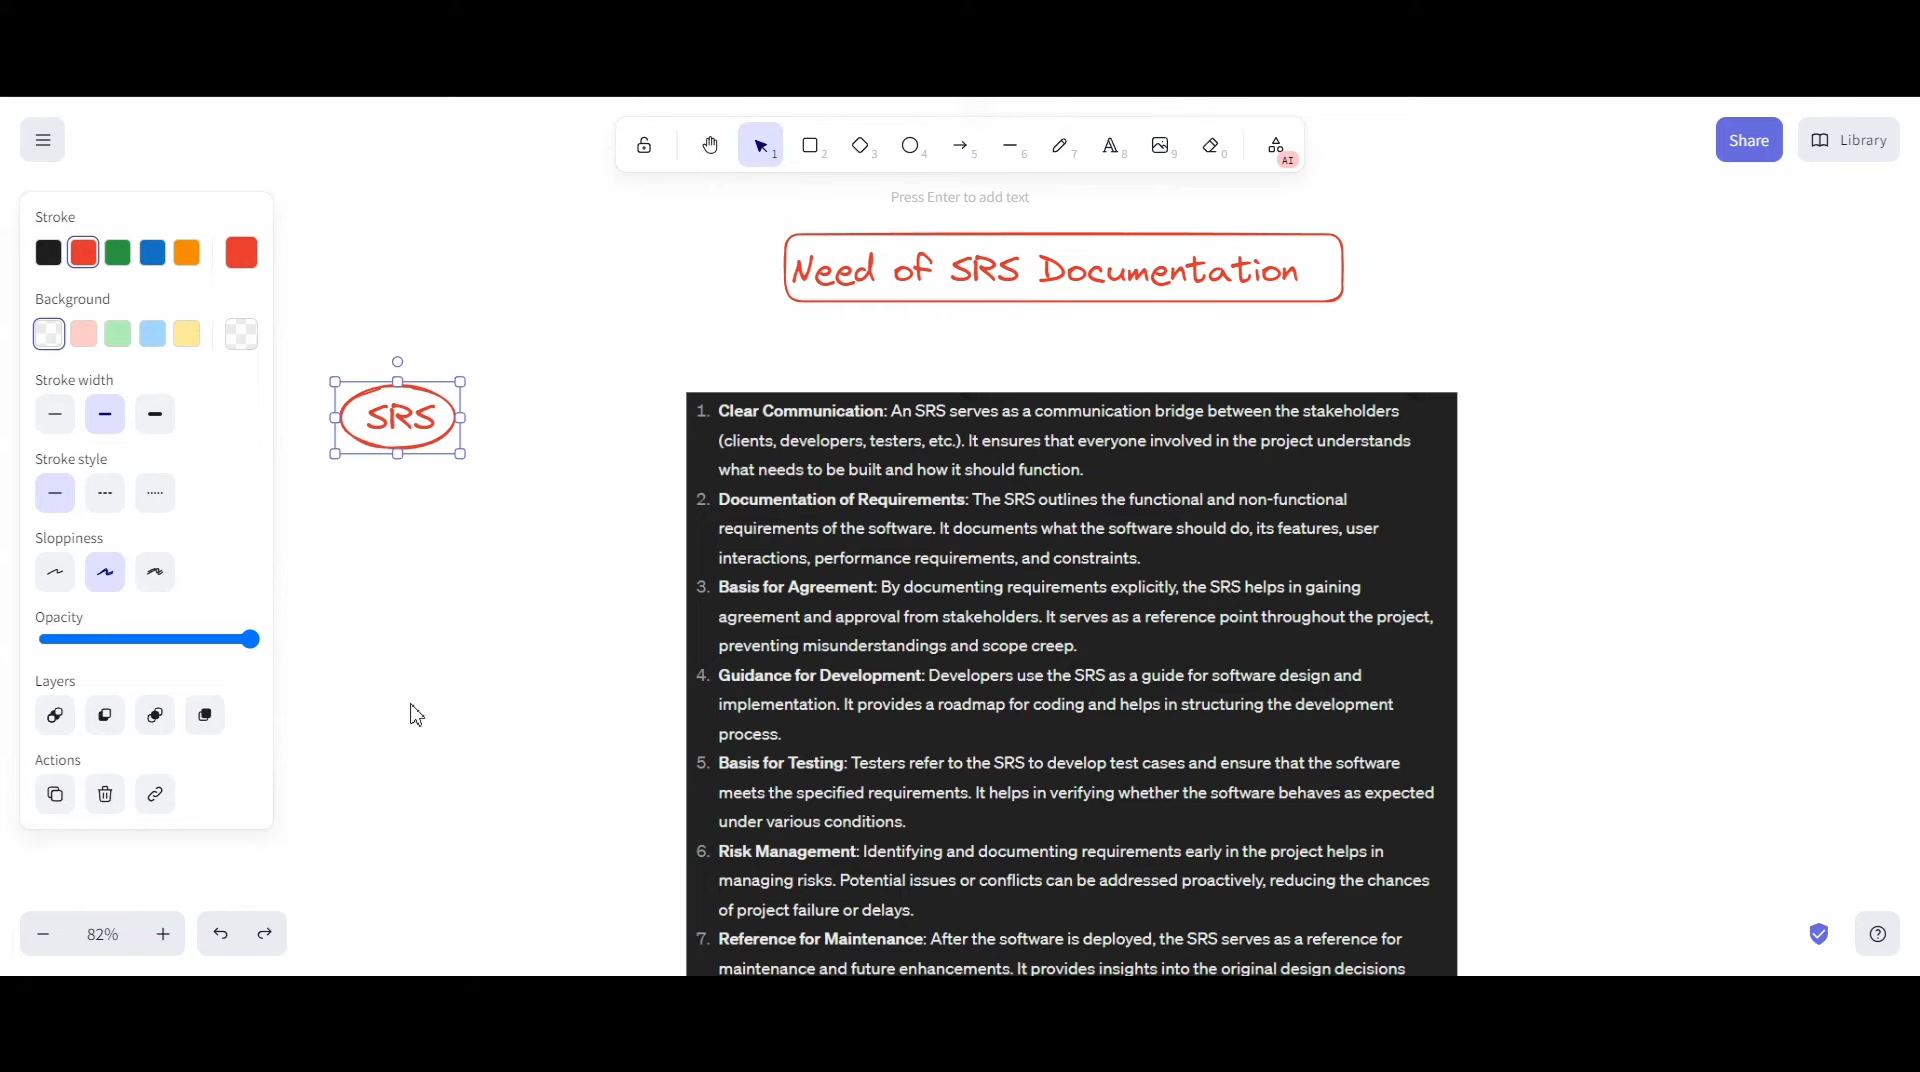 1
2
3
4
5
6
7
8
9
0
AI
Share
Library
Press Enter to add text
Stroke
Background
Stroke width
Stroke style
Sloppiness
Opacity
Layers
Actions
82%
Need of SRS Documentation
SRS
1. Clear Communication: An SRS serves as a communication bridge between the stakeholders
(clients, developers, testers, etc.). It ensures that everyone involved in the project understands
what needs to be built and how it should function.
2. Documentation of Requirements: The SRS outlines the functional and non-functional
requirements of the software. It documents what the software should do, its features, user
interactions, performance requirements, and constraints.
3. Basis for Agreement: By documenting requirements explicitly, the SRS helps in gaining
agreement and approval from stakeholders. It serves as a reference point throughout the project,
preventing misunderstandings and scope creep.
4. Guidance for Development: Developers use the SRS as a guide for software design and
implementation. It provides a roadmap for coding and helps in structuring the development
process.
5. Basis for Testing: Testers refer to the SRS to develop test cases and ensure that the software
meets the specified requirements. It helps in verifying whether the software behaves as expected
under various conditions.
6. Risk Management: Identifying and documenting requirements early in the project helps in
managing risks. Potential issues or conflicts can be addressed proactively, reducing the chances
of project failure or delays.
7. Reference for Maintenance: After the software is deployed, the SRS serves as a reference for
maintenance and future enhancements. It provides insights into the original design decisions